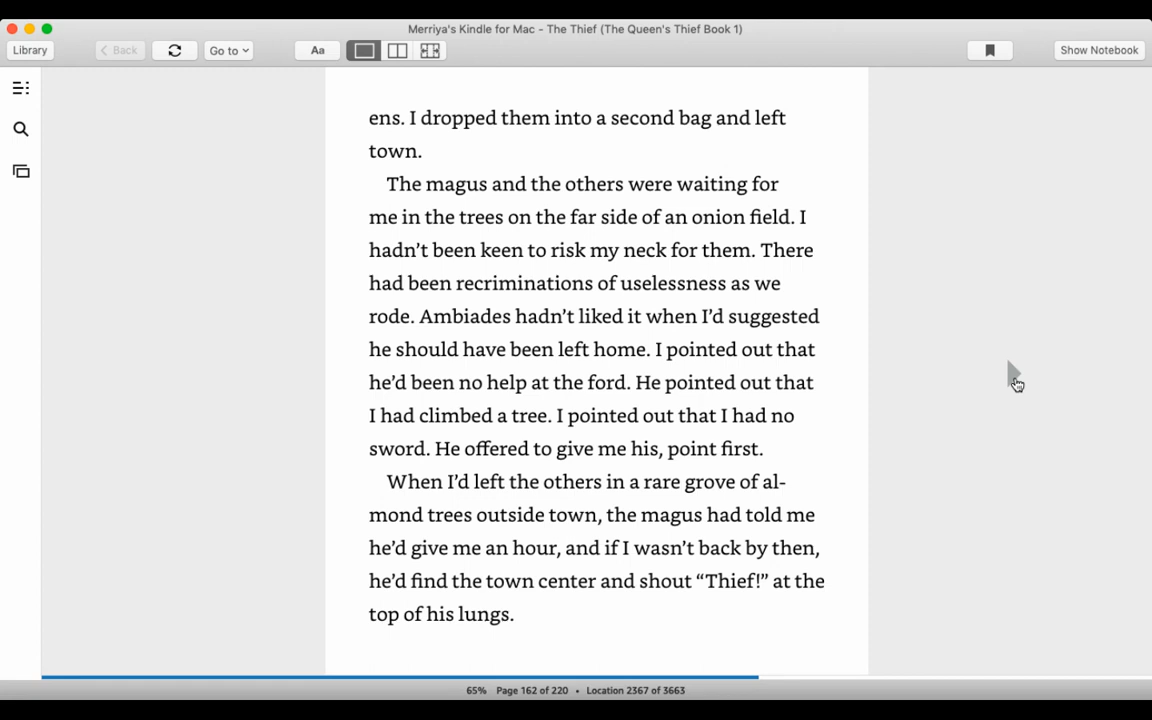 Merriya's Kindle for Mac - The Thief (The Queen's Thief Book 1)
Library
Back
Go to
Aa
Show Notebook
ens. I dropped them into a second bag and left
town.
The magus and the others were waiting for
me in the trees on the far side of an onion field. I
hadn't been keen to risk my neck for them. There
had been recriminations of uselessness as we
rode. Ambiades hadn't liked it when I'd suggested
he should have been left home. I pointed out that
he'd been no help at the ford. He pointed out that
I had climbed a tree. I pointed out that I had no
sword. He offered to give me his, point first.
When I'd left the others in a rare grove of al-
mond trees outside town, the magus had told me
he'd give me an hour, and if I wasn't back by then,
he'd find the town center and shout “Thief!” at the
top of his lungs.
65% Page 162 of 220 • Location 2367 of 3663